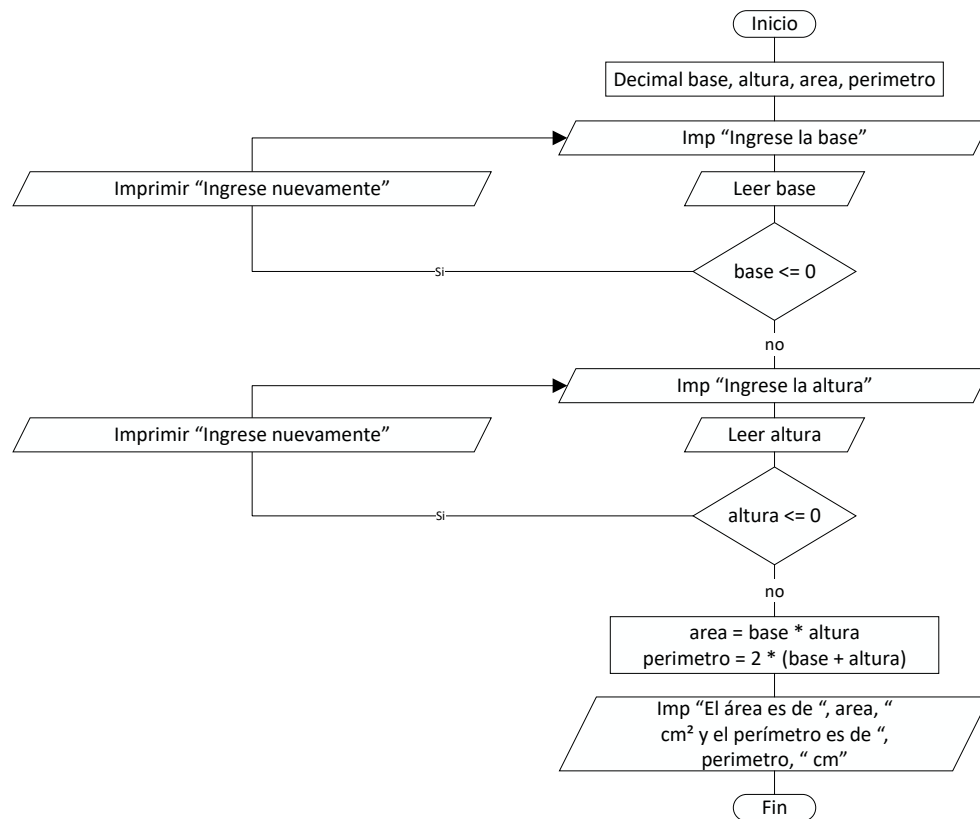 Inicio
Decimal base, altura, area, perimetro
Imp “Ingrese la base”
Imprimir “Ingrese nuevamente”
Leer base
Si
base <= 0
no
Imp “Ingrese la altura”
Imprimir “Ingrese nuevamente”
Leer altura
Si
altura <= 0
no
area = base * altura
perimetro = 2 * (base + altura)
Imp “El área es de “, area, “
cm² y el perímetro es de “,
perimetro, “ cm”
Fin